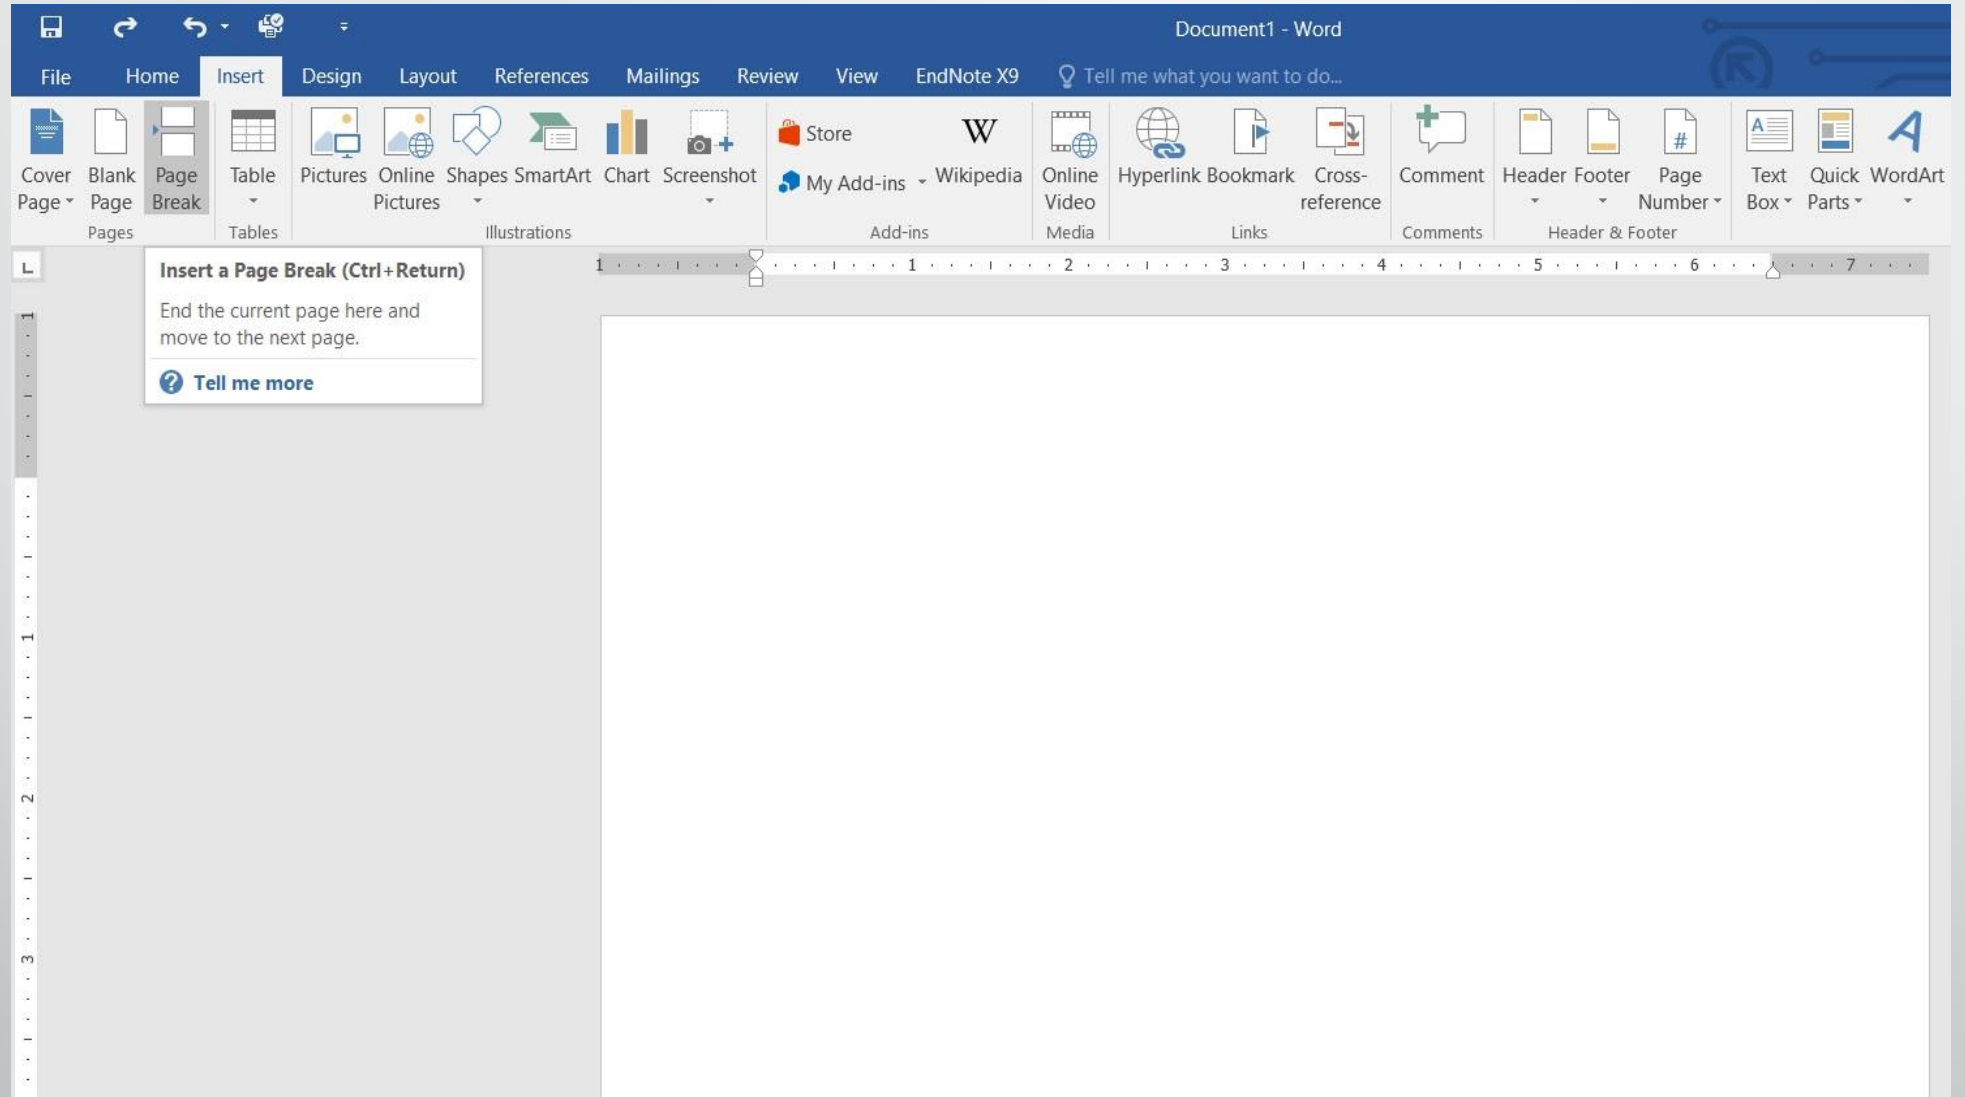 Document1 - Word
File Home Insert Design Layout References Mailings Review View EndNote X9 Tell me what you want to do...
Cover Page
Blank Page
Page Break
Table
Pictures
Online Pictures
Shapes
SmartArt
Chart
Screenshot
Store
My Add-ins
W
Wikipedia
Online Video
Hyperlink
Bookmark
Cross-reference
Comment
Header
Footer
#
Page Number
A
Text Box
Quick Parts
A
WordArt
Pages Tables Illustrations Add-ins Media Links Comments Header & Footer
L
Insert a Page Break (Ctrl+Return)
End the current page here and
move to the next page.
? Tell me more
1 1 2 3 4 5 6 7
1
1
2
3